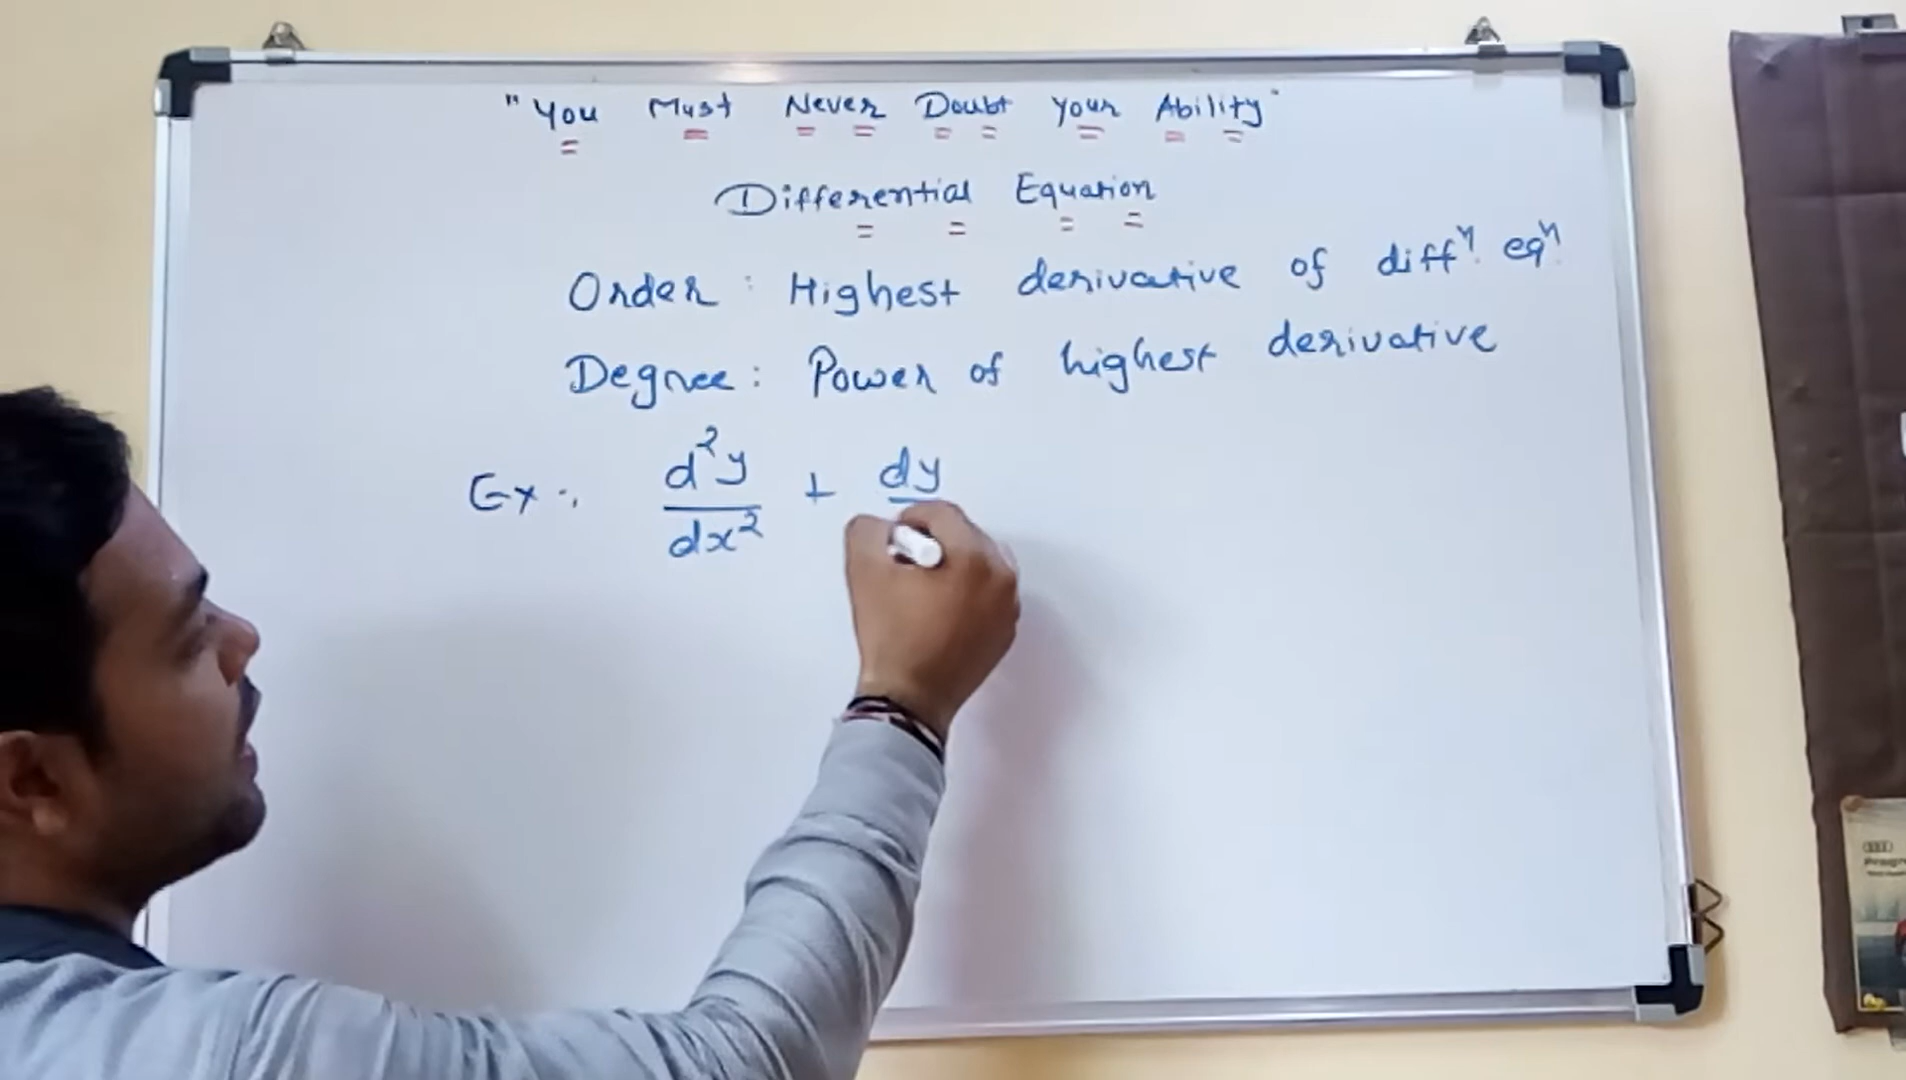 "You Must Never Doubt Your Ability"
Differential Equation
Order : Highest derivative of diffⁿ. eqⁿ.
Degree : Power of highest derivative
Ex :. d²y/dx² + dy